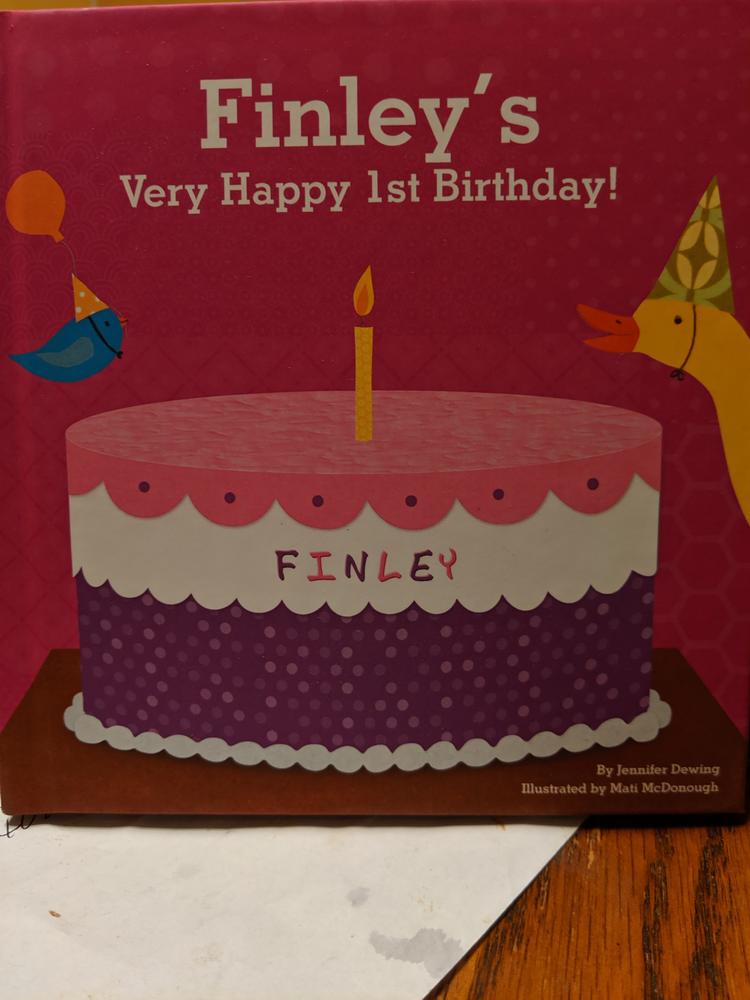 Finley's
Very Happy 1st Birthday!
FINLEY
By Jennifer Dewing
Illustrated by Mati McDonough